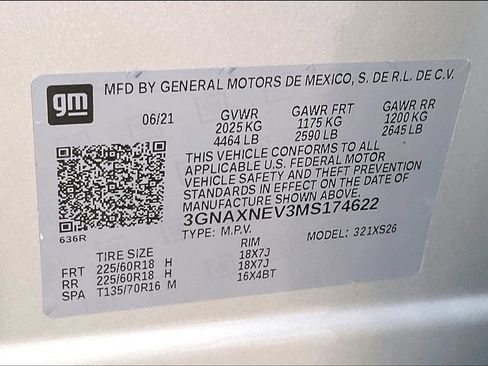 gm
MFD BY GENERAL MOTORS DE MEXICO, S. DE R.L. DE C.V.
06/21 GVWR GAWR FRT GAWR RR
2025 KG 1175 KG 1200 KG
4464 LB 2590 LB 2645 LB
THIS VEHICLE CONFORMS TO ALL
APPLICABLE U.S. FEDERAL MOTOR
VEHICLE SAFETY AND THEFT PREVENTION
STANDARDS IN EFFECT ON THE DATE OF
MANUFACTURE SHOWN ABOVE.
3GNAXNEV3MS174622
636R
TYPE: M.P.V. MODEL: 321XS26
TIRE SIZE RIM
FRT 225/60R18 H 18X7J
RR 225/60R18 H 18X7J
SPA T135/70R16 M 16X4BT